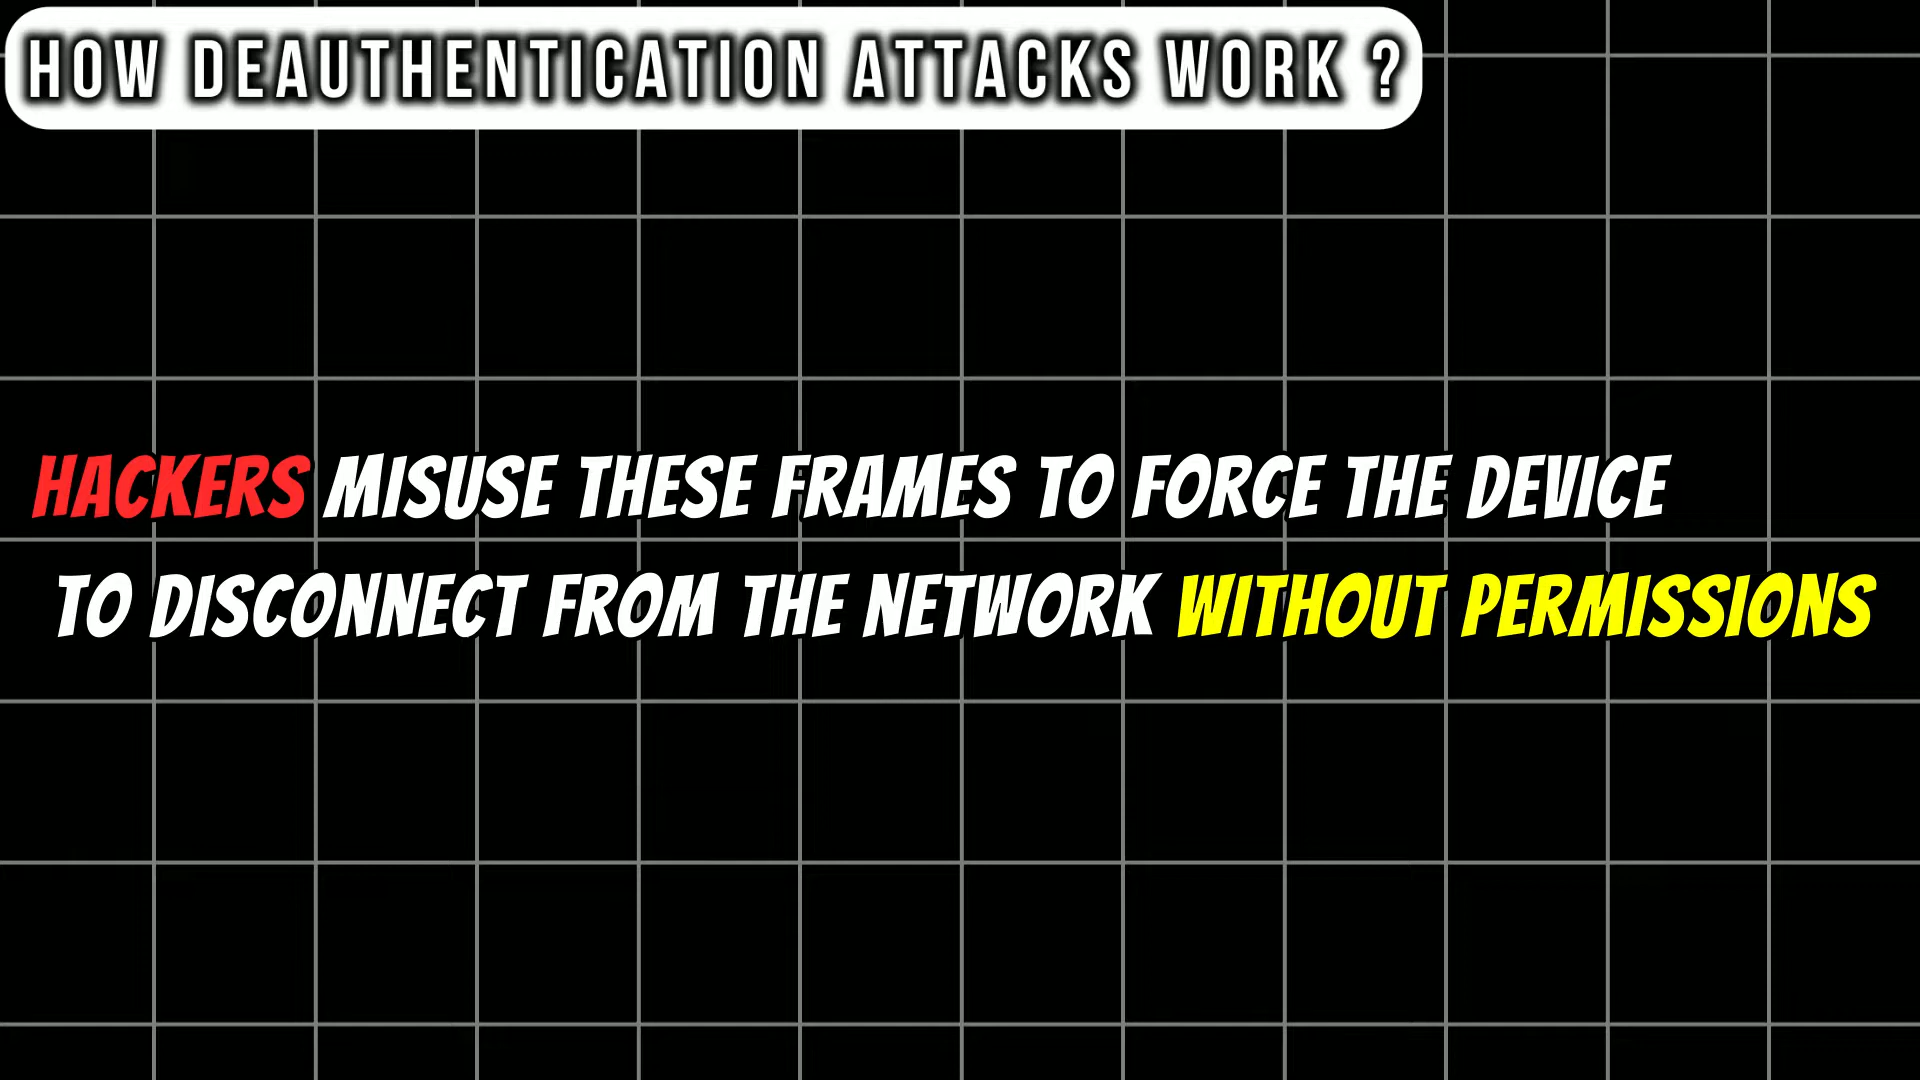 HOW DEAUTHENTICATION ATTACKS WORK ?
HACKERS MISUSE THESE FRAMES TO FORCE THE DEVICE
TO DISCONNECT FROM THE NETWORK WITHOUT PERMISSIONS